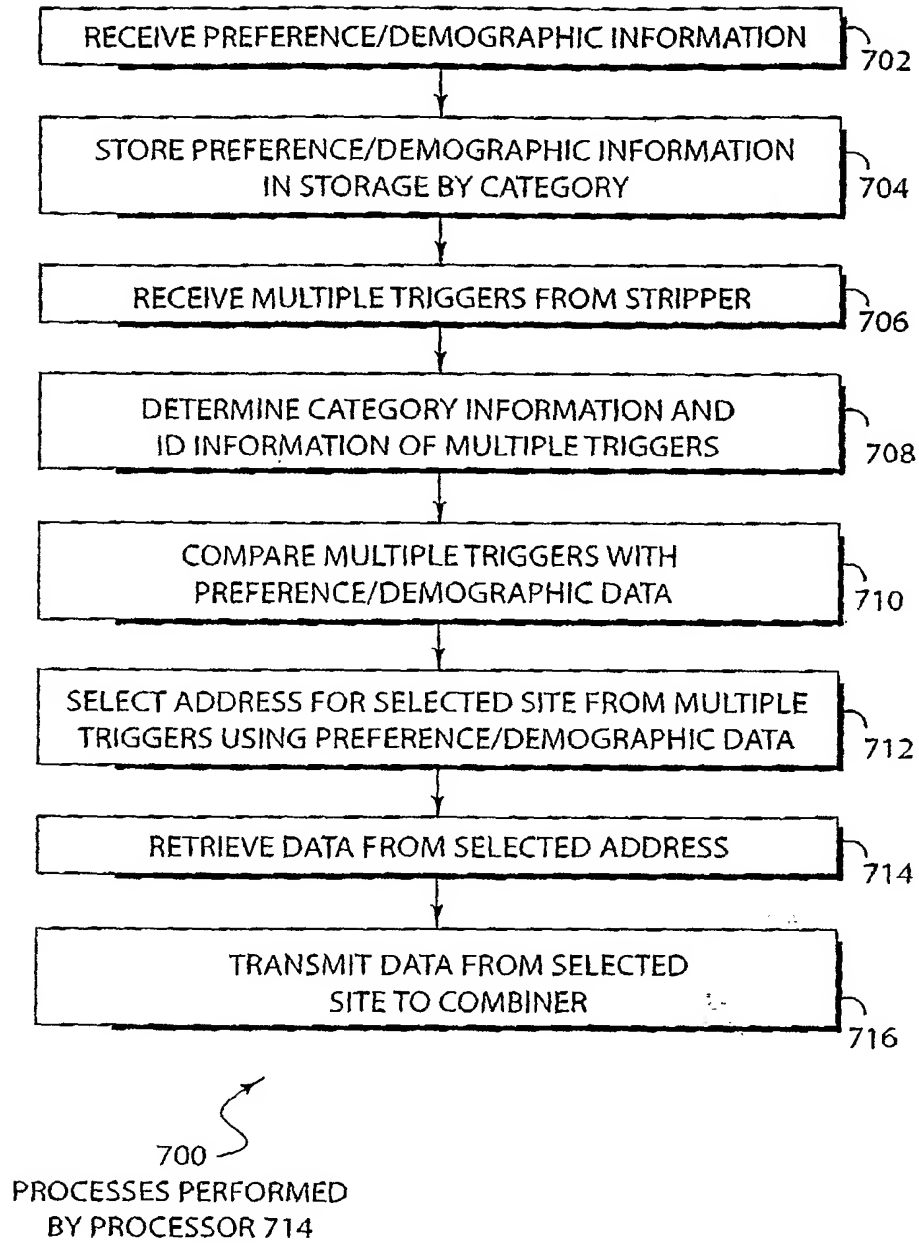 RECEIVE PREFERENCE/DEMOGRAPHIC INFORMATION
702
STORE PREFERENCE/DEMOGRAPHIC INFORMATION
IN STORAGE BY CATEGORY
704
RECEIVE MULTIPLE TRIGGERS FROM STRIPPER
706
DETERMINE CATEGORY INFORMATION AND
ID INFORMATION OF MULTIPLE TRIGGERS
708
COMPARE MULTIPLE TRIGGERS WITH
PREFERENCE/DEMOGRAPHIC DATA
710
SELECT ADDRESS FOR SELECTED SITE FROM MULTIPLE
TRIGGERS USING PREFERENCE/DEMOGRAPHIC DATA
712
RETRIEVE DATA FROM SELECTED ADDRESS
714
TRANSMIT DATA FROM SELECTED
SITE TO COMBINER
716
700
PROCESSES PERFORMED
BY PROCESSOR 714